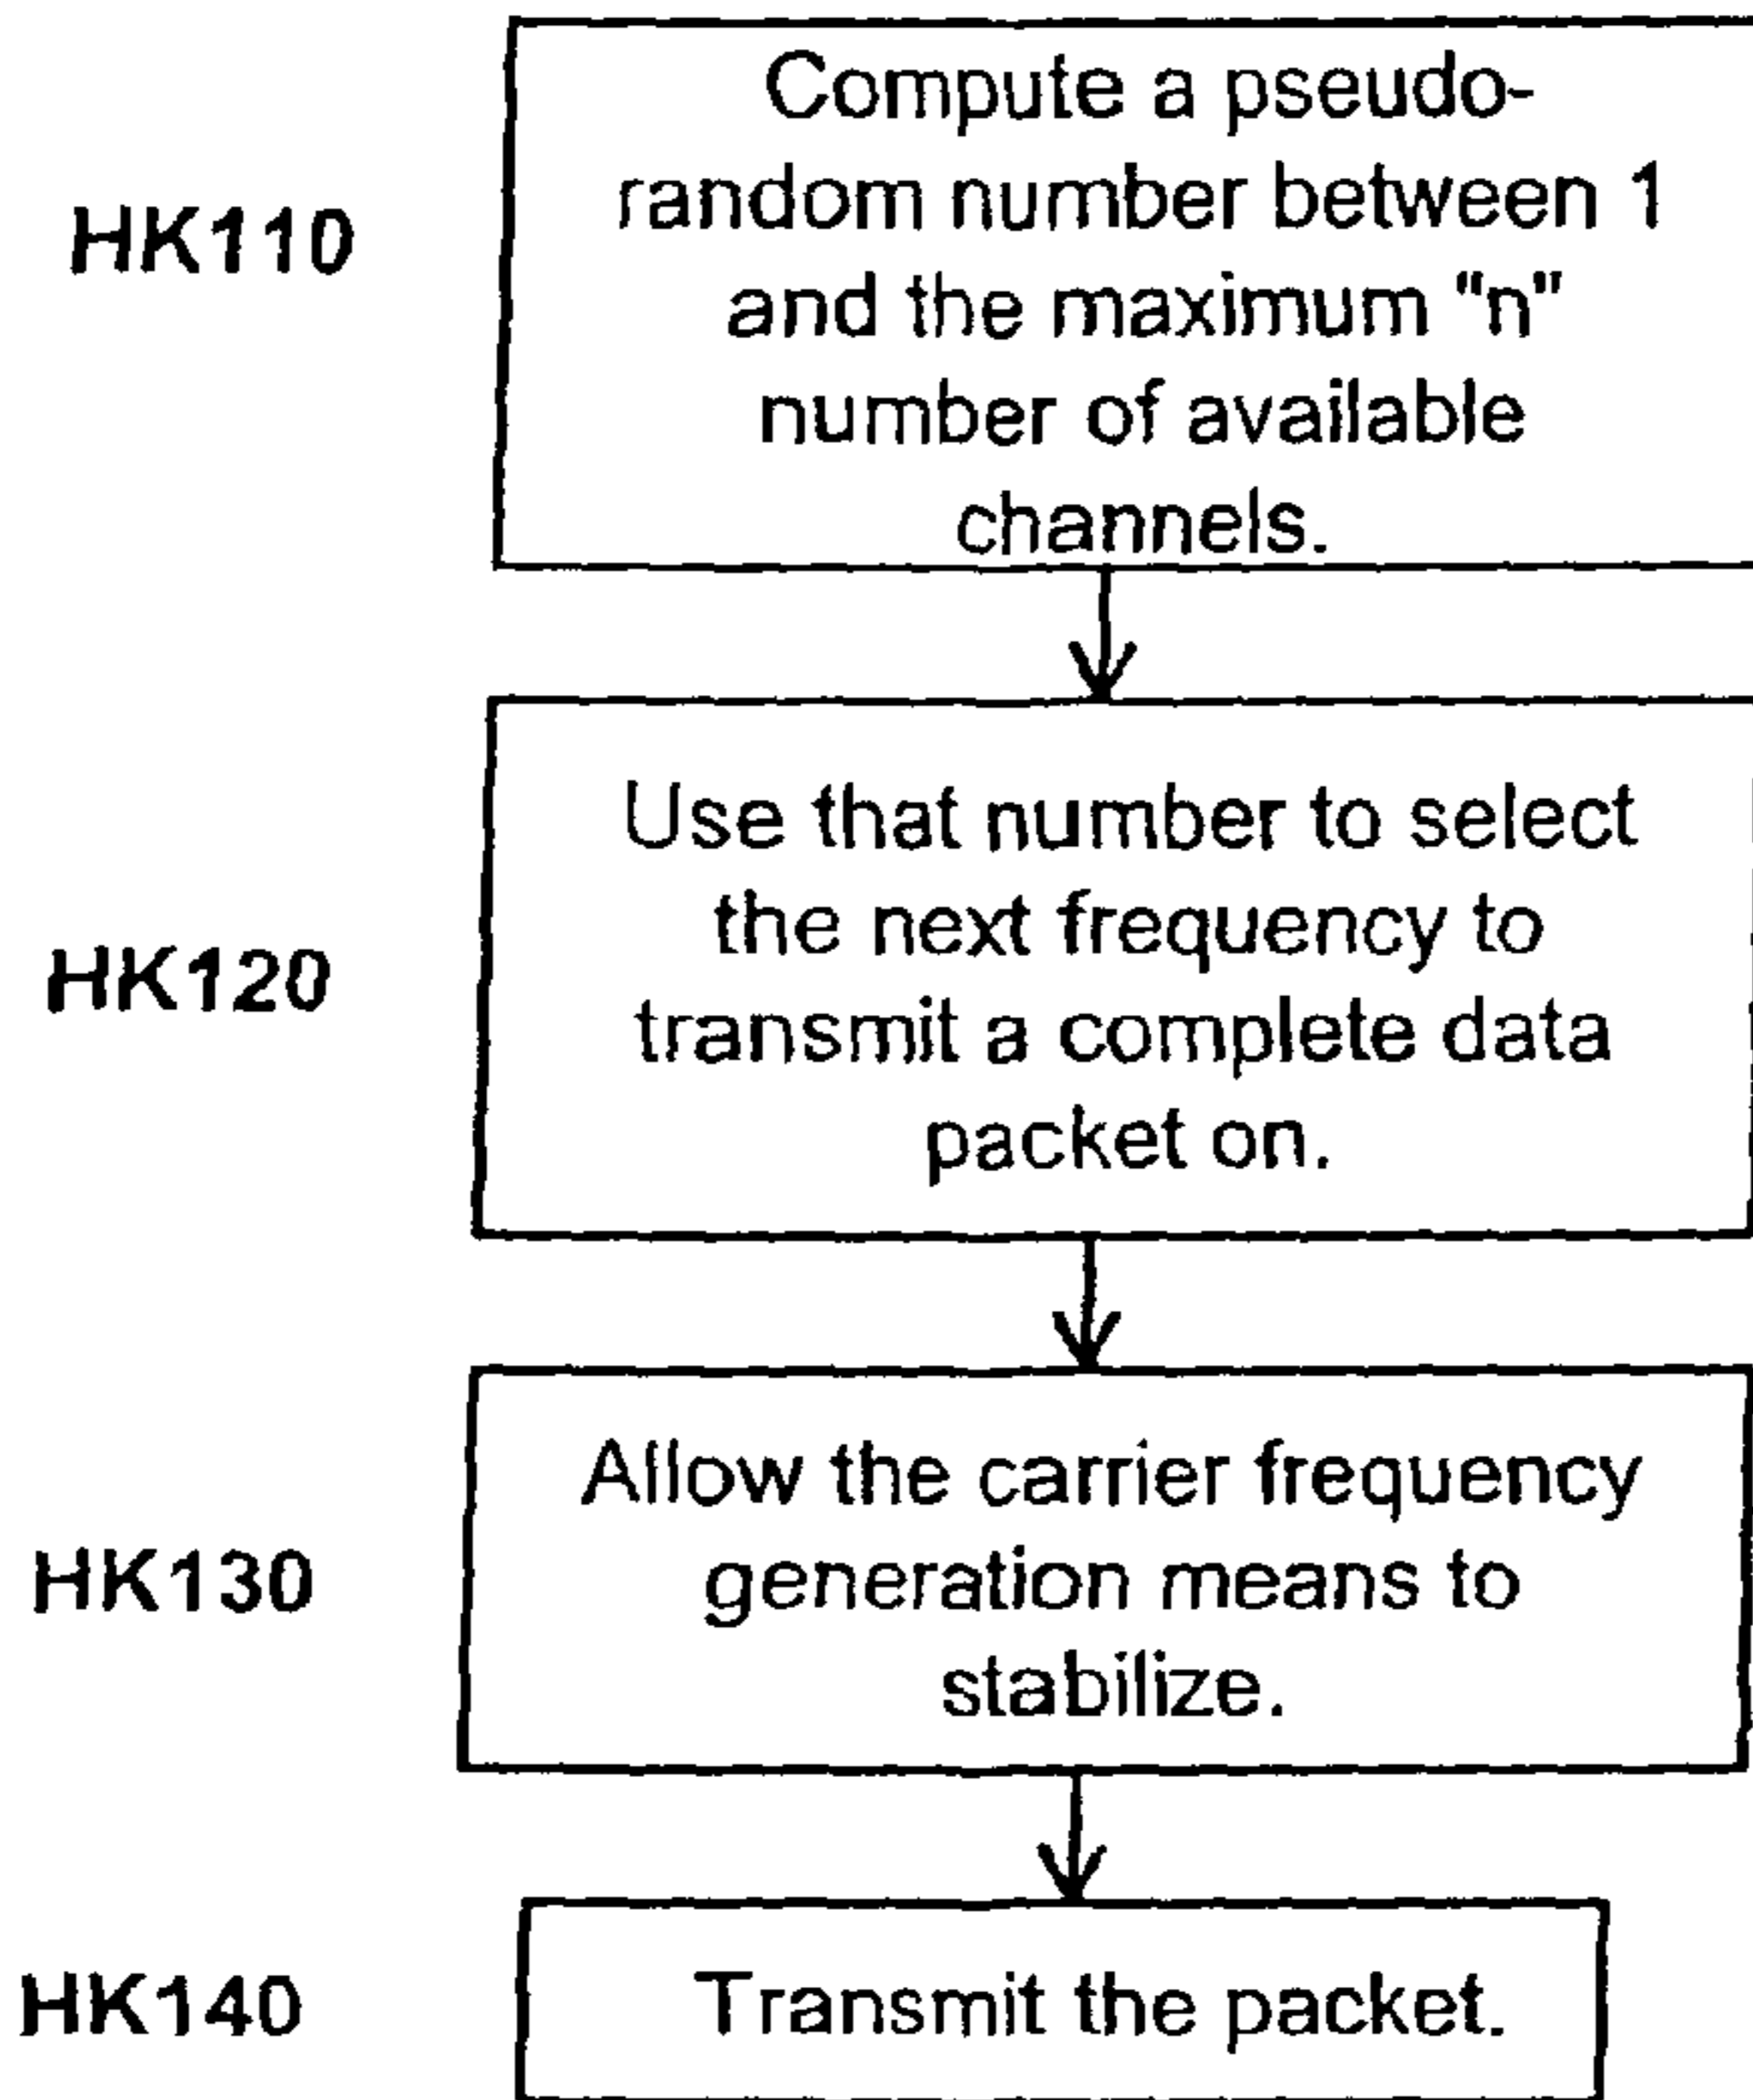 HK110
Compute a pseudo-
random number between 1
and the maximum "n"
number of available
channels.
HK120
Use that number to select
the next frequency to
transmit a complete data
packet on.
HK130
Allow the carrier frequency
generation means to
stabilize.
HK140
Transmit the packet.